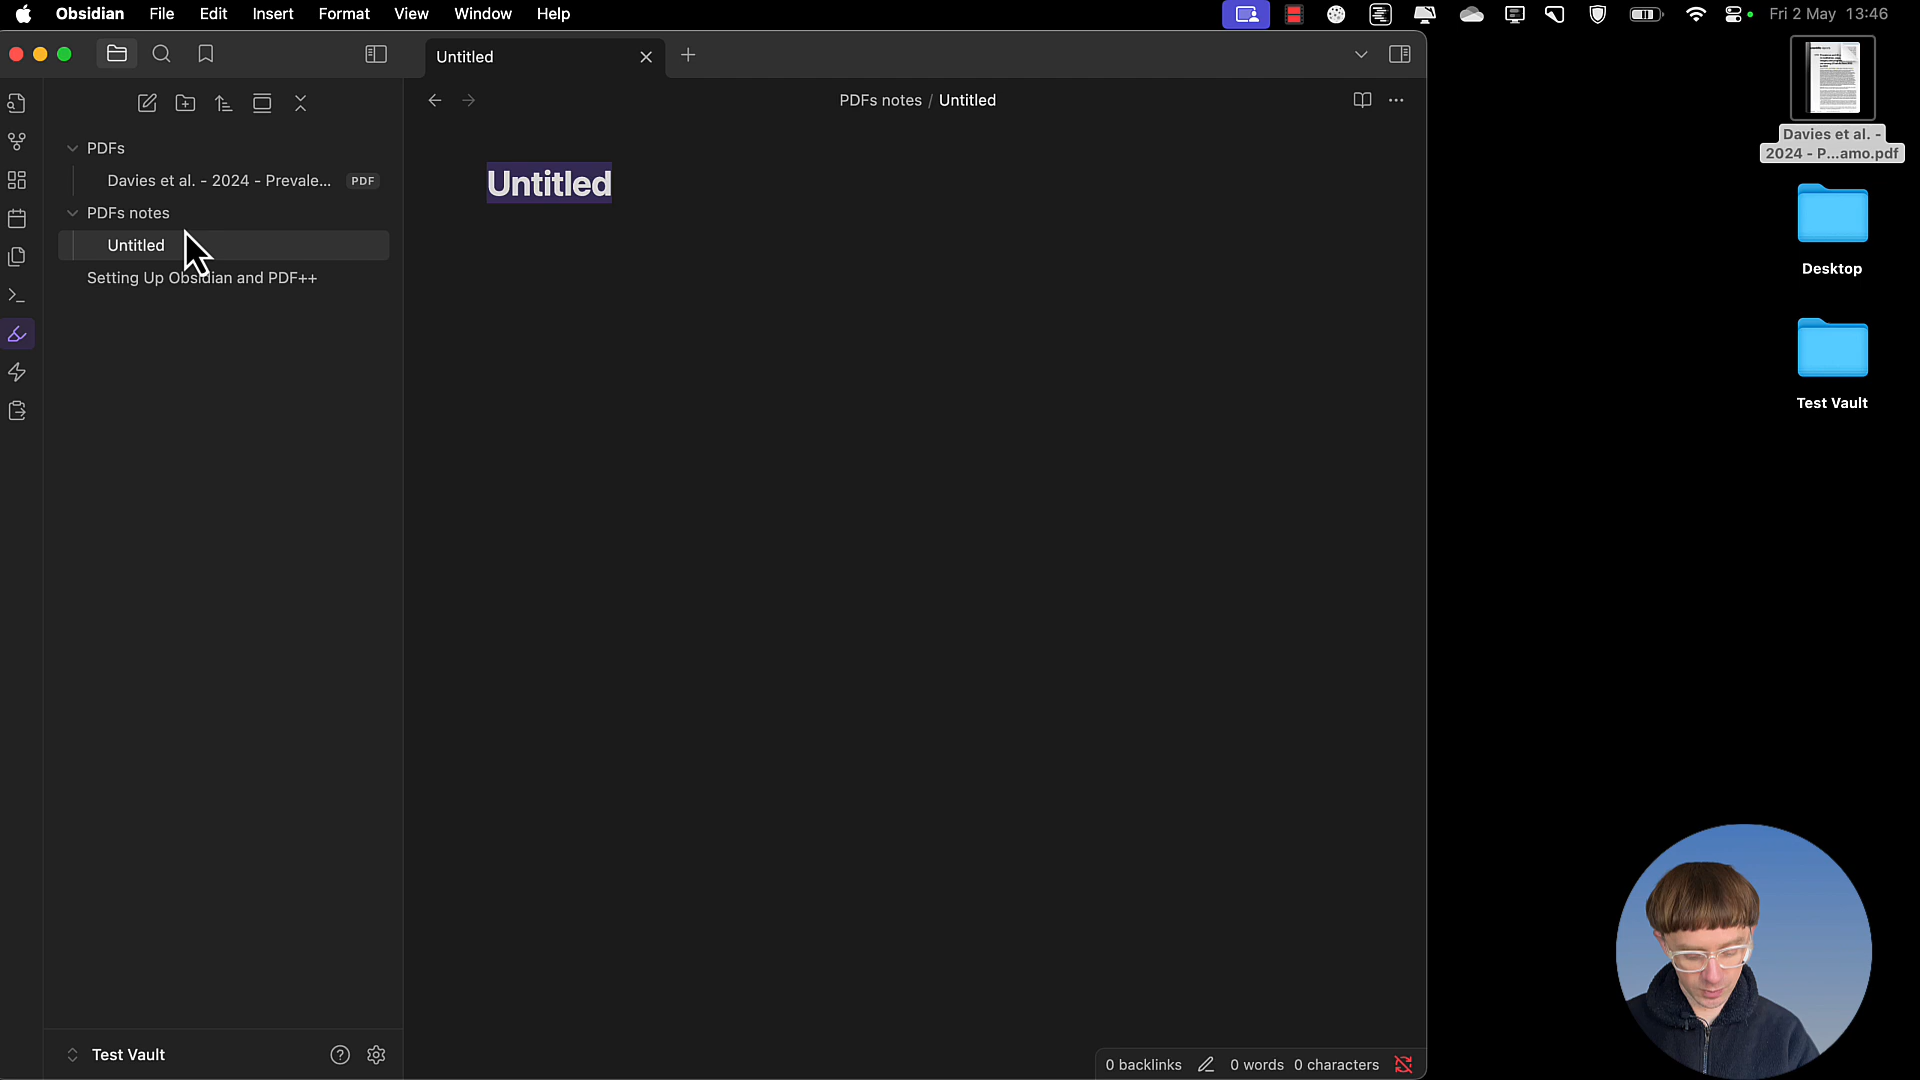 Obsidian File Edit Insert Format View Window Help
Fri 2 May 13:46
Untitled
PDFs notes / Untitled
PDFs
Davies et al. - 2024 - Prevale... PDF
PDFs notes
Untitled
Setting Up Obsidian and PDF++
Untitled
Davies et al. -
2024 - P...amo.pdf
Desktop
Test Vault
Test Vault
0 backlinks 0 words 0 characters